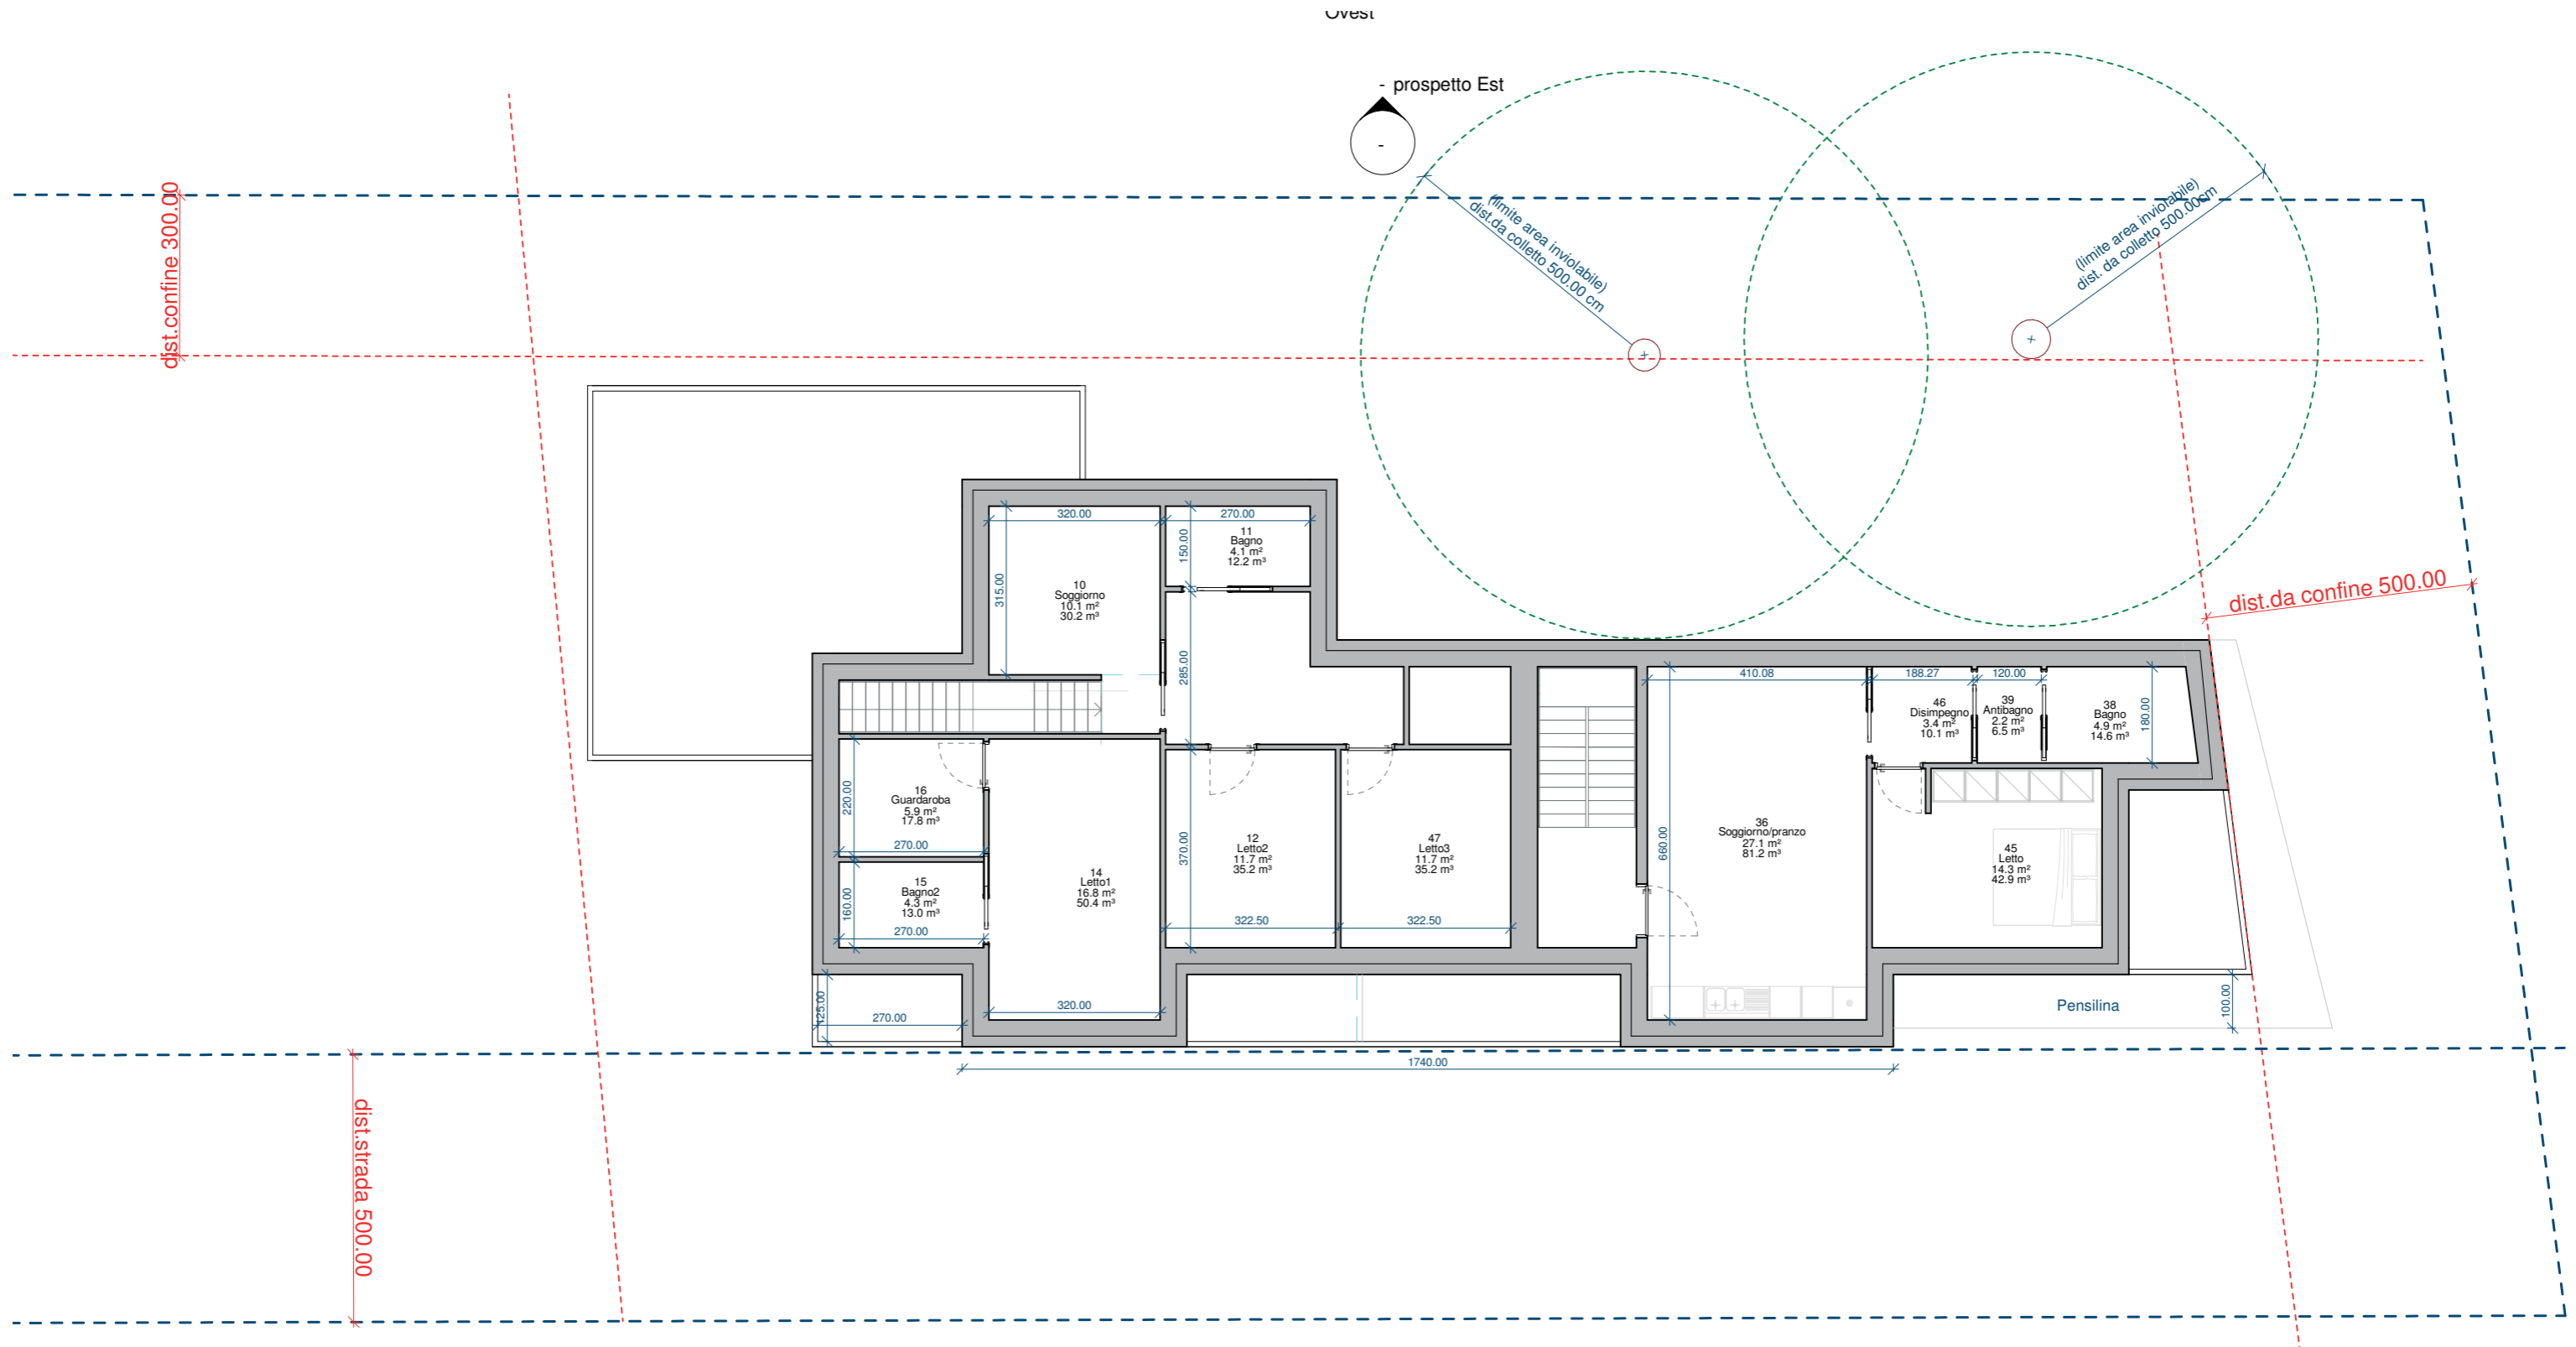 Ovest
- prospetto Est
-
dist.confine 300.00
(limite area inviolabile)
dist.da colletto 500.00 cm
(limite area inviolabile)
dist. da colletto 500.00cm
dist.da confine 500.00
320.00
270.00
150.00
11
Bagno
4.1 m²
12.2 m³
315.00
10
Soggiorno
10.1 m²
30.2 m³
285.00
410.08
188.27
120.00
46
Disimpegno
3.4 m²
10.1 m³
39
Antibagno
2.2 m²
6.5 m³
38
Bagno
4.9 m²
14.6 m³
180.00
220.00
16
Guardaroba
5.9 m²
17.8 m³
270.00
160.00
15
Bagno2
4.3 m²
13.0 m³
270.00
14
Letto1
16.8 m²
50.4 m³
320.00
370.00
12
Letto2
11.7 m²
35.2 m³
322.50
47
Letto3
11.7 m²
35.2 m³
322.50
660.00
36
Soggiorno/pranzo
27.1 m²
81.2 m³
45
Letto
14.3 m²
42.9 m³
125.00
270.00
Pensilina
100.00
1740.00
dist.strada 500.00